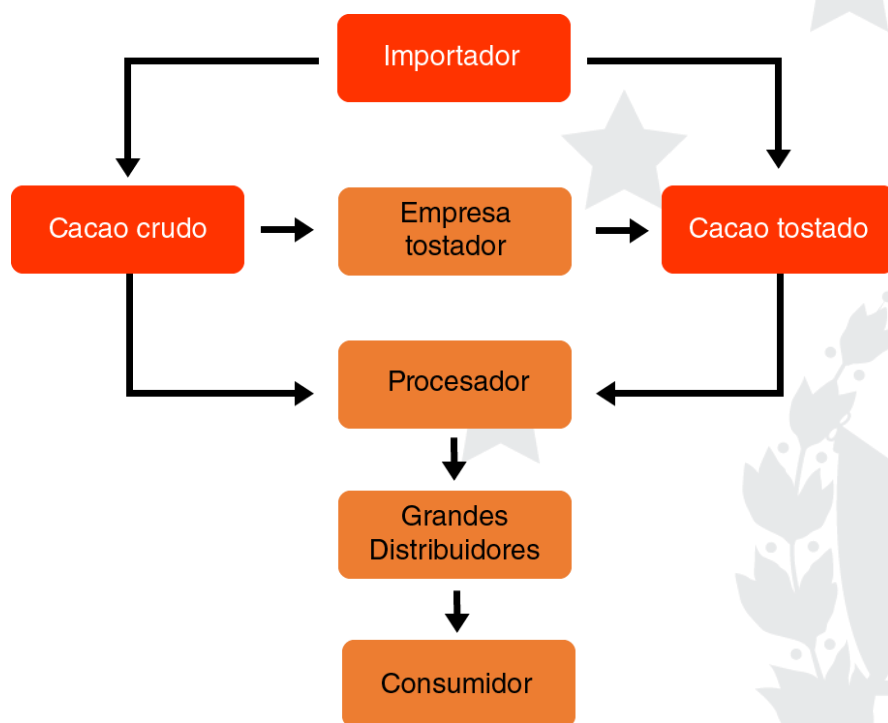 Importador
Cacao crudo
Empresa
tostador
Cacao tostado
Procesador
Grandes
Distribuidores
Consumidor